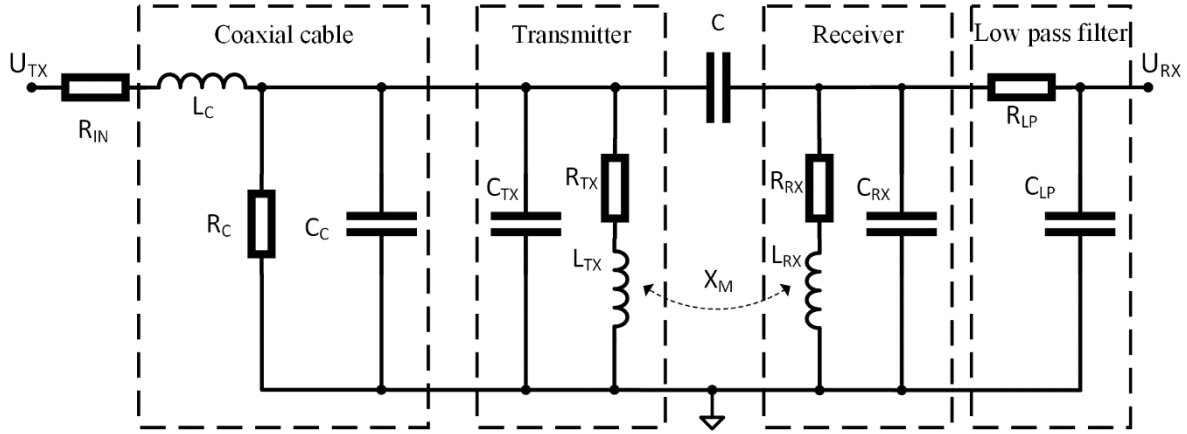 Coaxial cable
Transmitter
C
Receiver
Low pass filter
U_TX
R_IN
L_C
R_C
C_C
C_TX
R_TX
L_TX
X_M
R_RX
L_RX
C_RX
R_LP
C_LP
U_RX